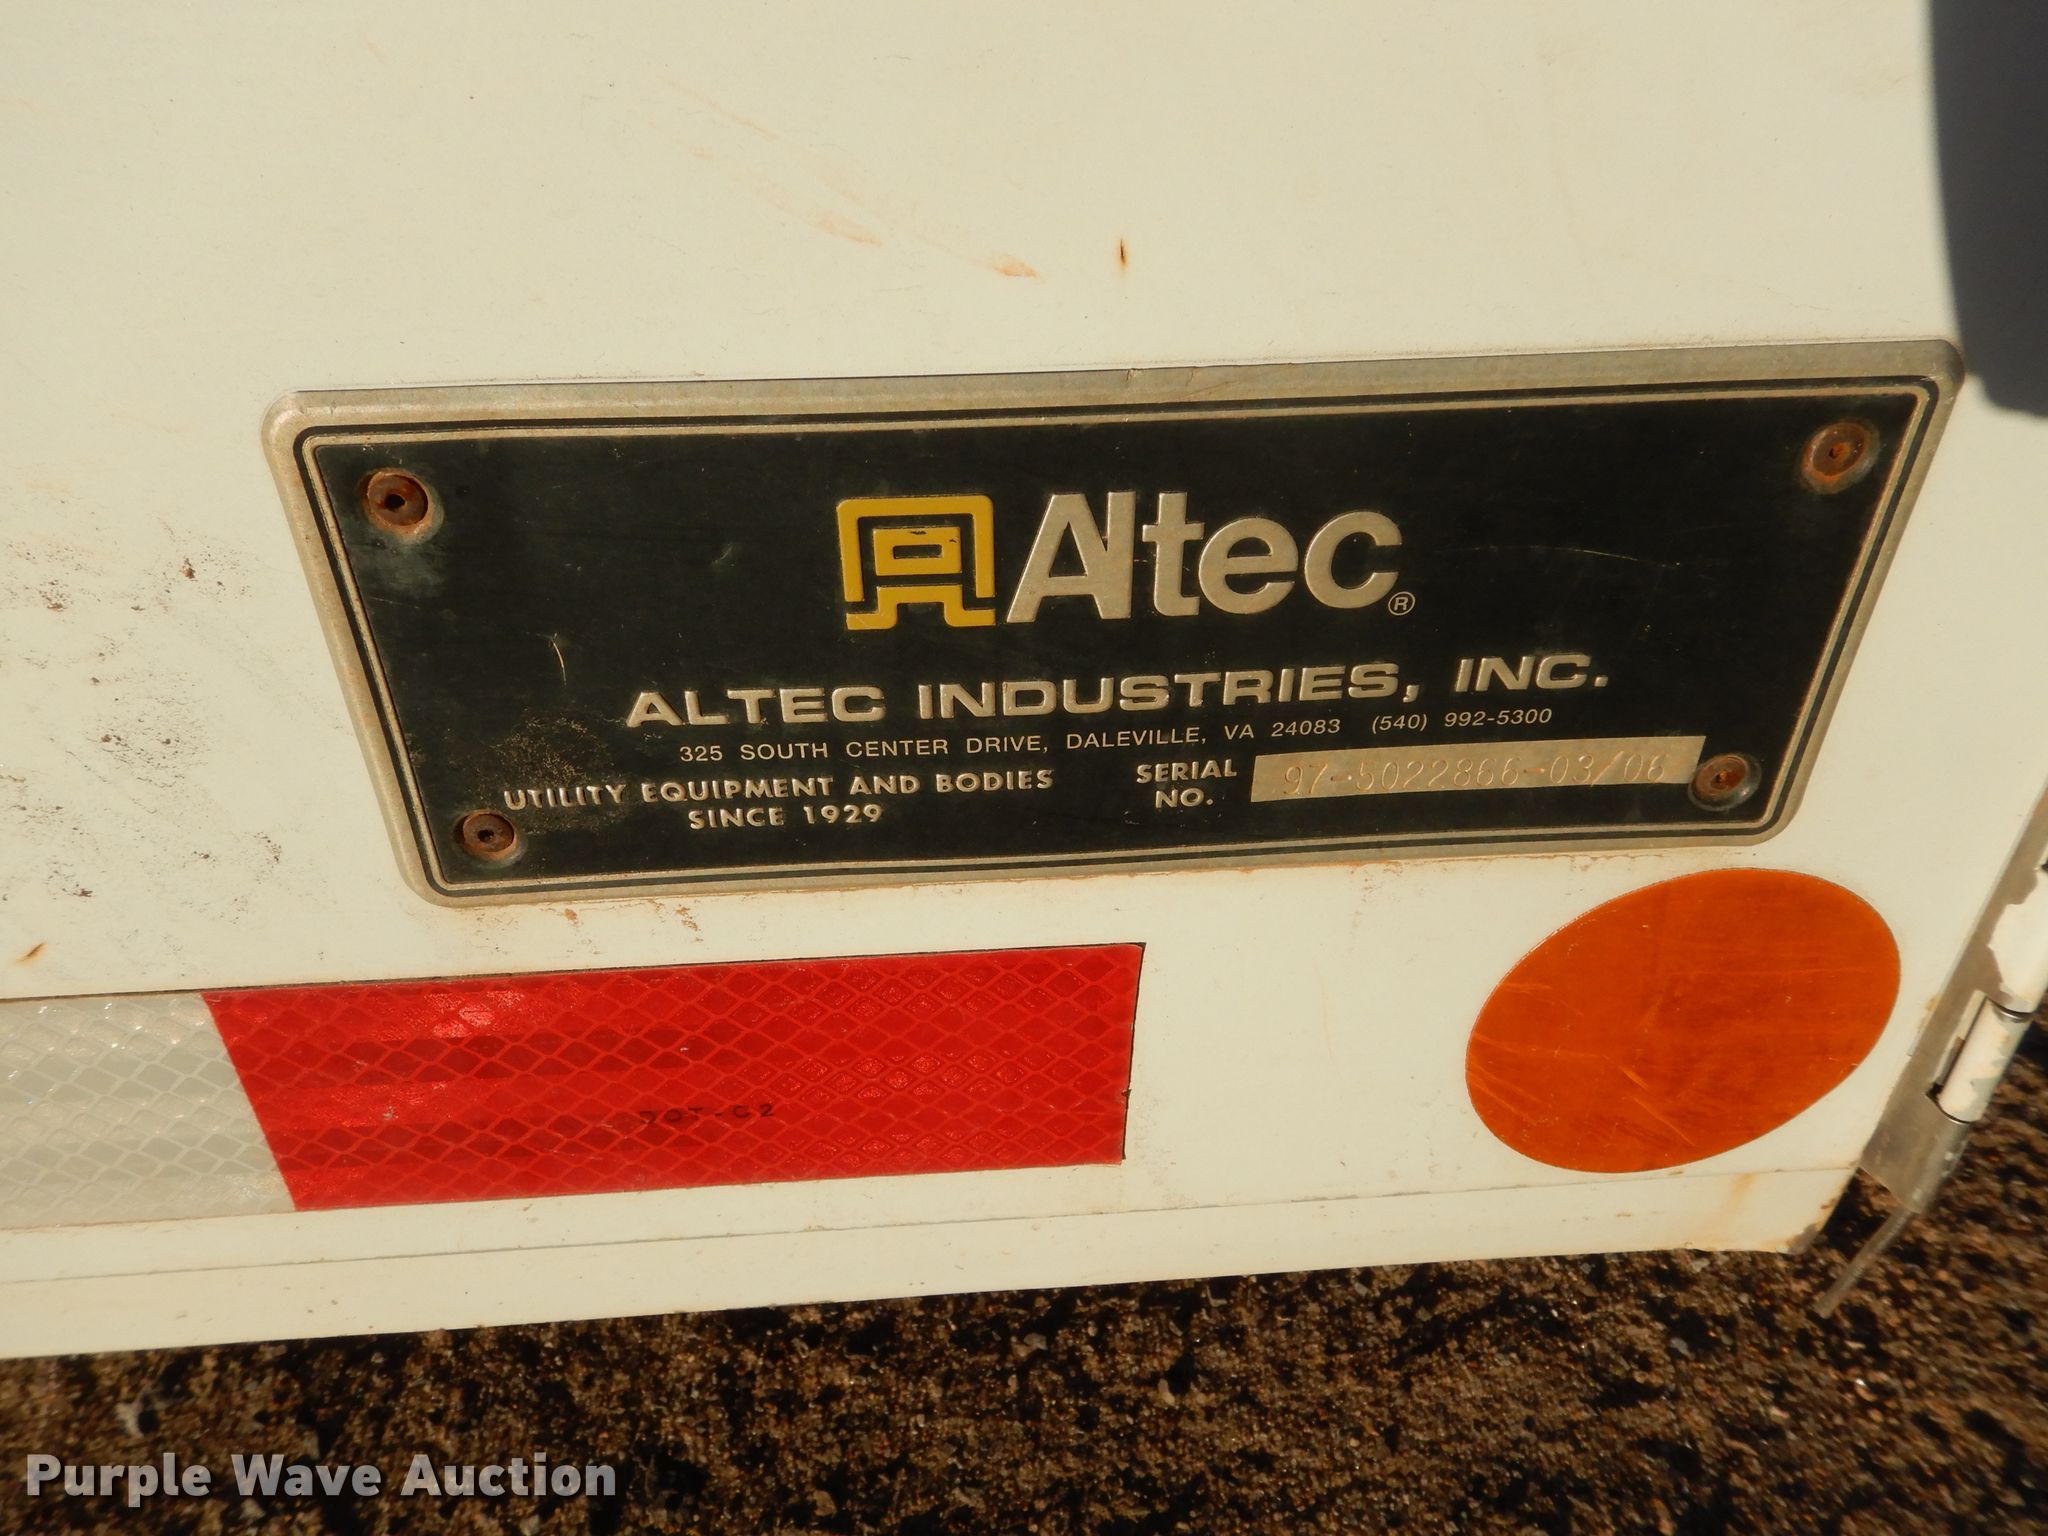 Altec®
ALTEC INDUSTRIES, INC.
325 SOUTH CENTER DRIVE, DALEVILLE, VA 24083 (540) 992-5300
UTILITY EQUIPMENT AND BODIES
SINCE 1929
SERIAL
NO.
97-5022866-03/06
DOT-C2
Purple Wave Auction